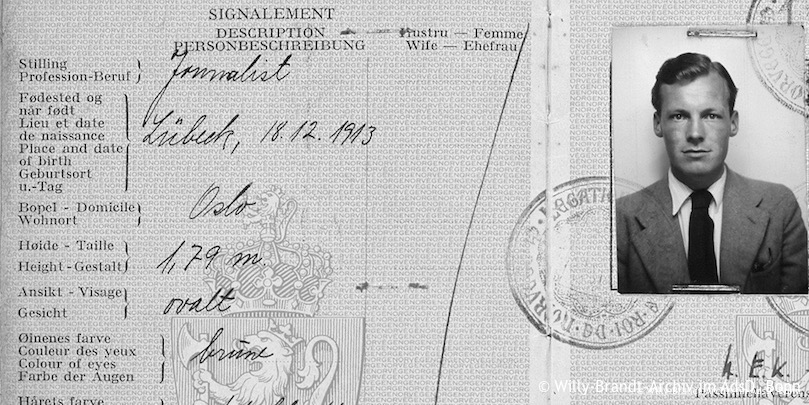 SIGNALEMENT
DESCRIPTION
PERSONBESCHREIBUNG
Hustru — Femme
Wife — Ehefrau
Stilling
Profession-Beruf
Journalist
Fødested og
når født
Lieu et date
de naissance
Place and date
of birth
Geburtsort
u.-Tag
Lübeck, 18.12.1913
Bopel - Domicile
Wohnort
Oslo
Høide - Taille
Height - Gestalt
1,79 m.
Ansikt - Visage
Gesicht
ovalt
Øinenes farve
Couleur des yeux
Colour of eyes
Farbe der Augen
brune
Hårets farve
© Willy-Brandt-Archiv im AdsD, Bonn